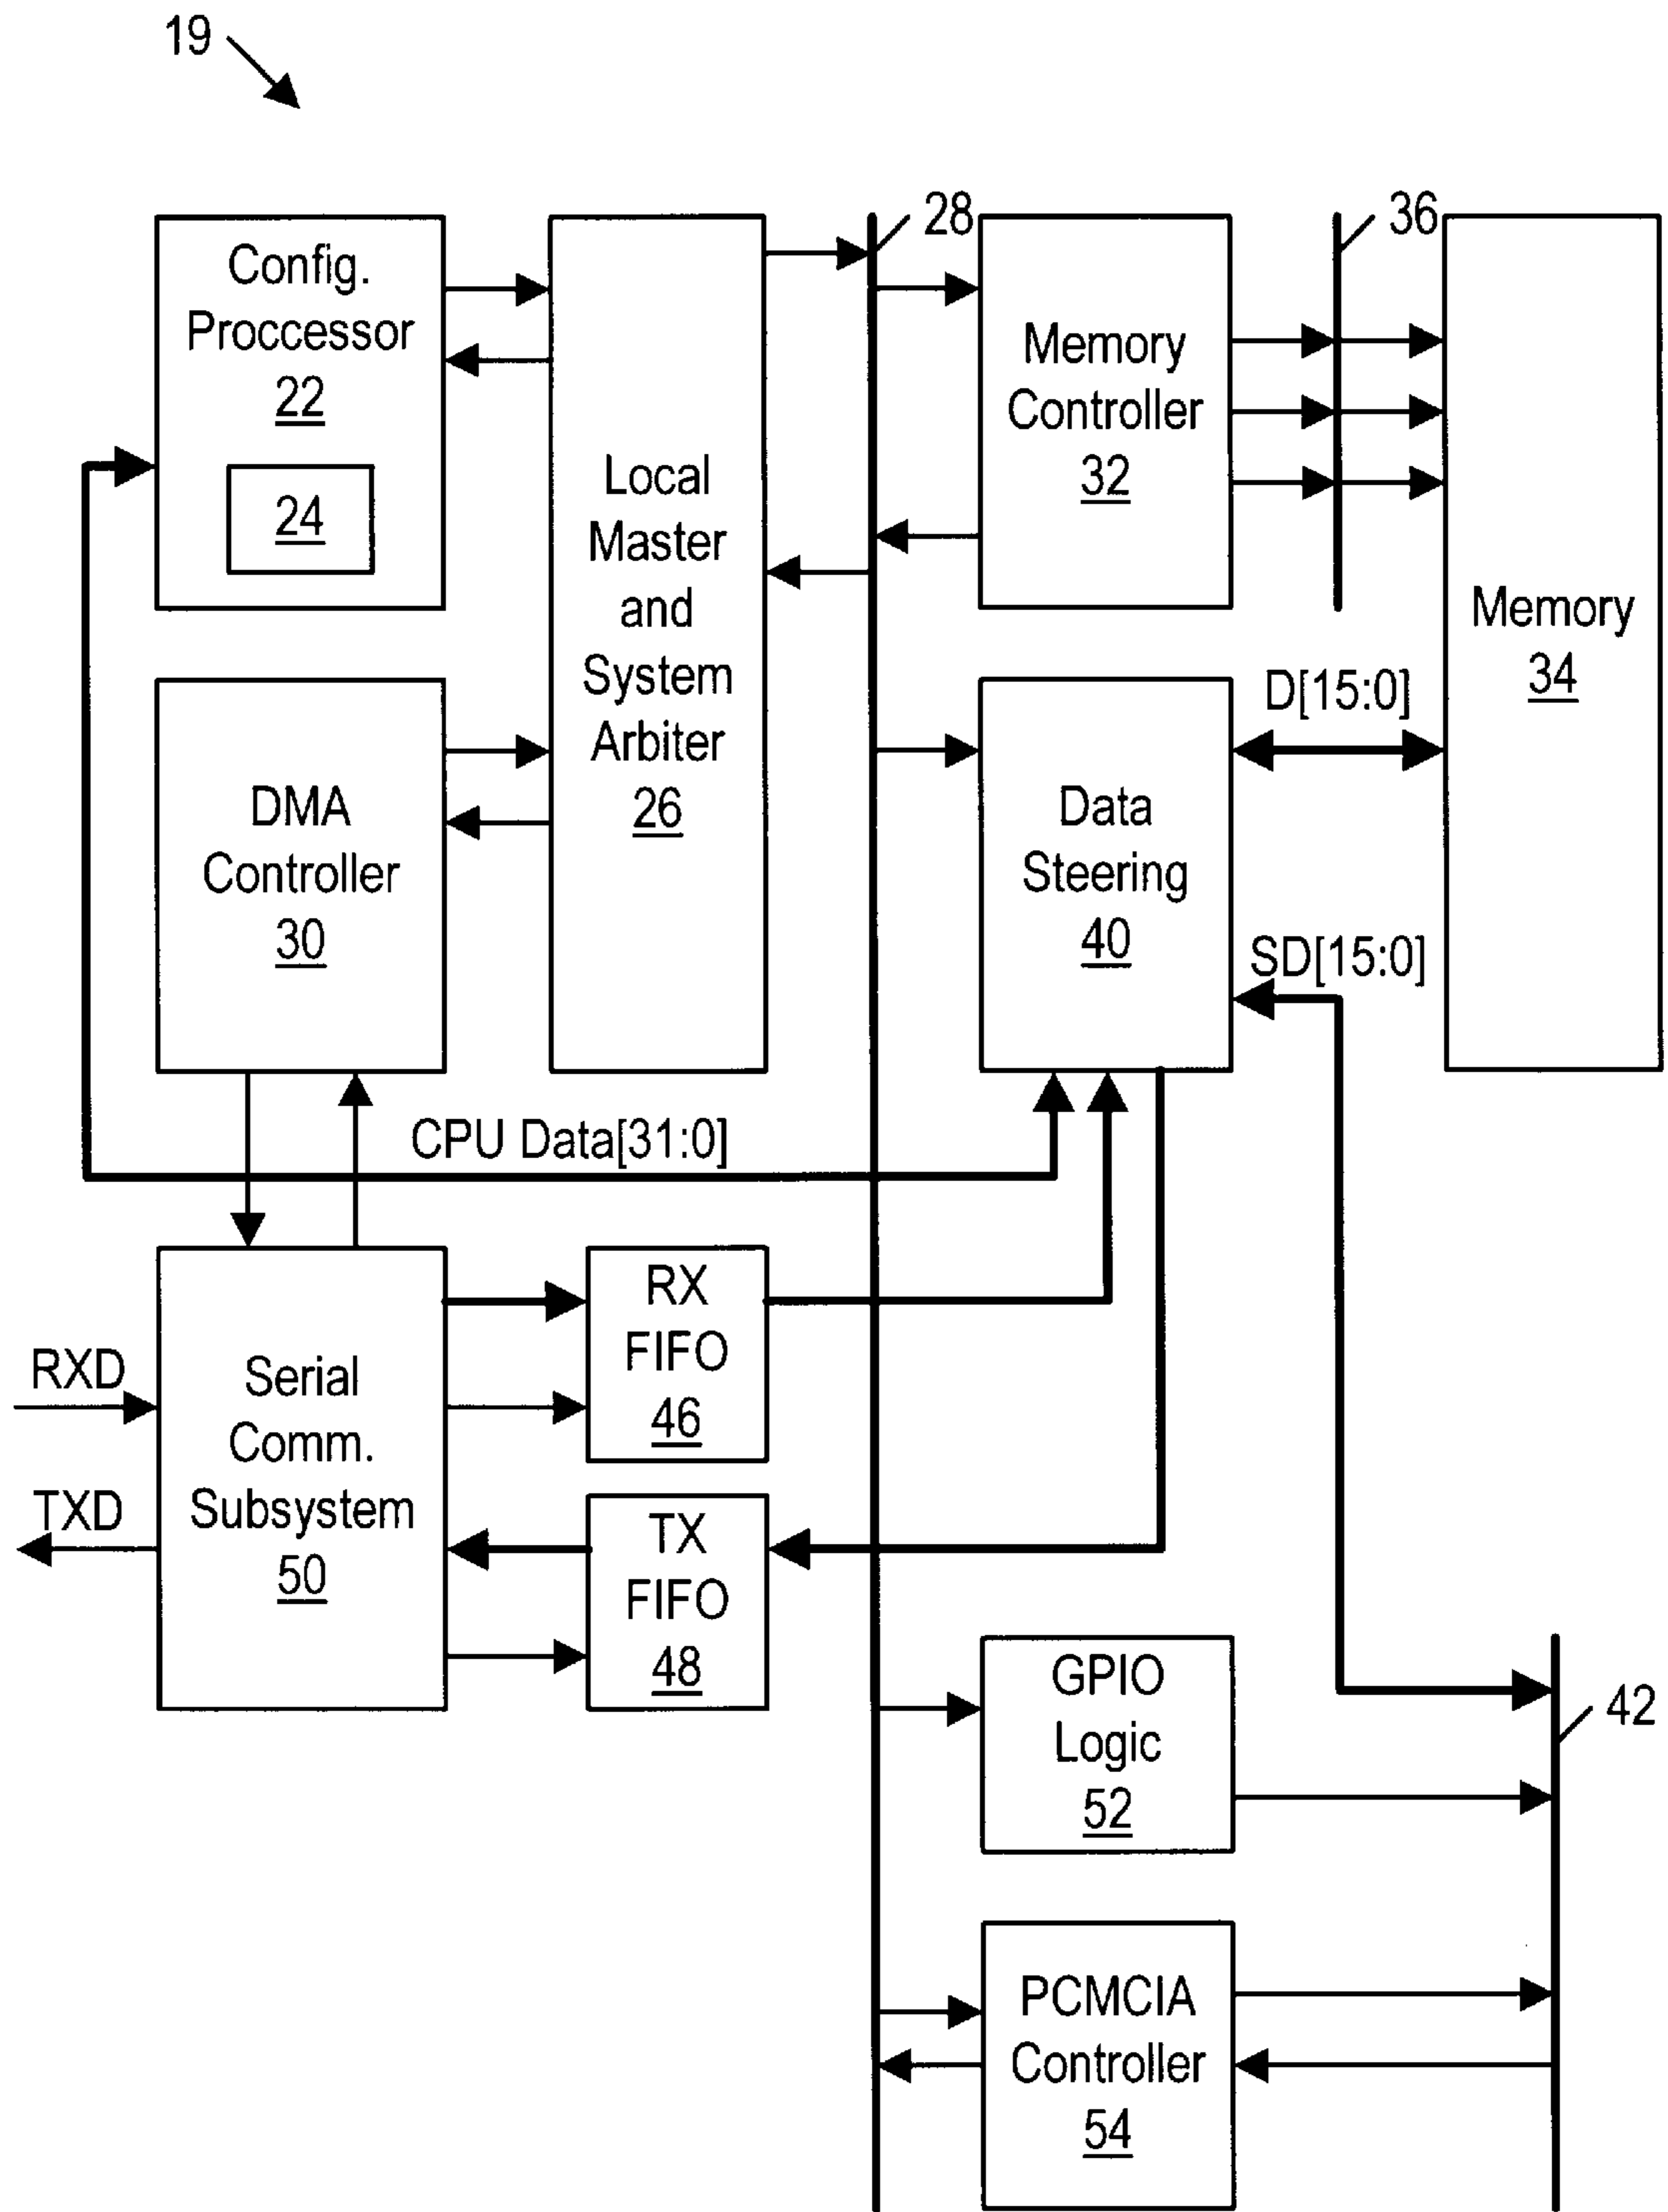 19
28
36
Config.
Proccessor
22
24
Local
Master
and
System
Arbiter
26
Memory
Controller
32
Memory
34
DMA
Controller
30
Data
Steering
40
D[15:0]
SD[15:0]
CPU Data[31:0]
RXD
TXD
Serial
Comm.
Subsystem
50
RX
FIFO
46
TX
FIFO
48
GPIO
Logic
52
42
PCMCIA
Controller
54